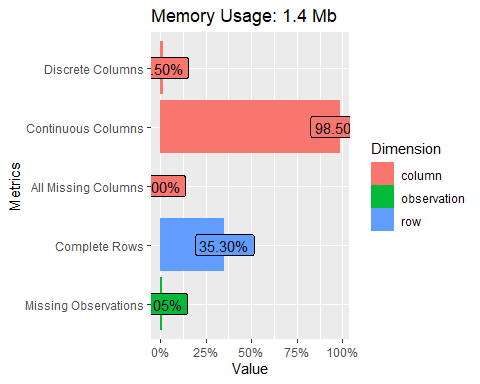 Memory Usage: 1.4 Mb
Metrics
Discrete Columns
.50%
Continuous Columns
98.50
All Missing Columns
00%
Complete Rows
35.30%
Missing Observations
05%
0% 25% 50% 75% 100%
Value
Dimension
column
observation
row